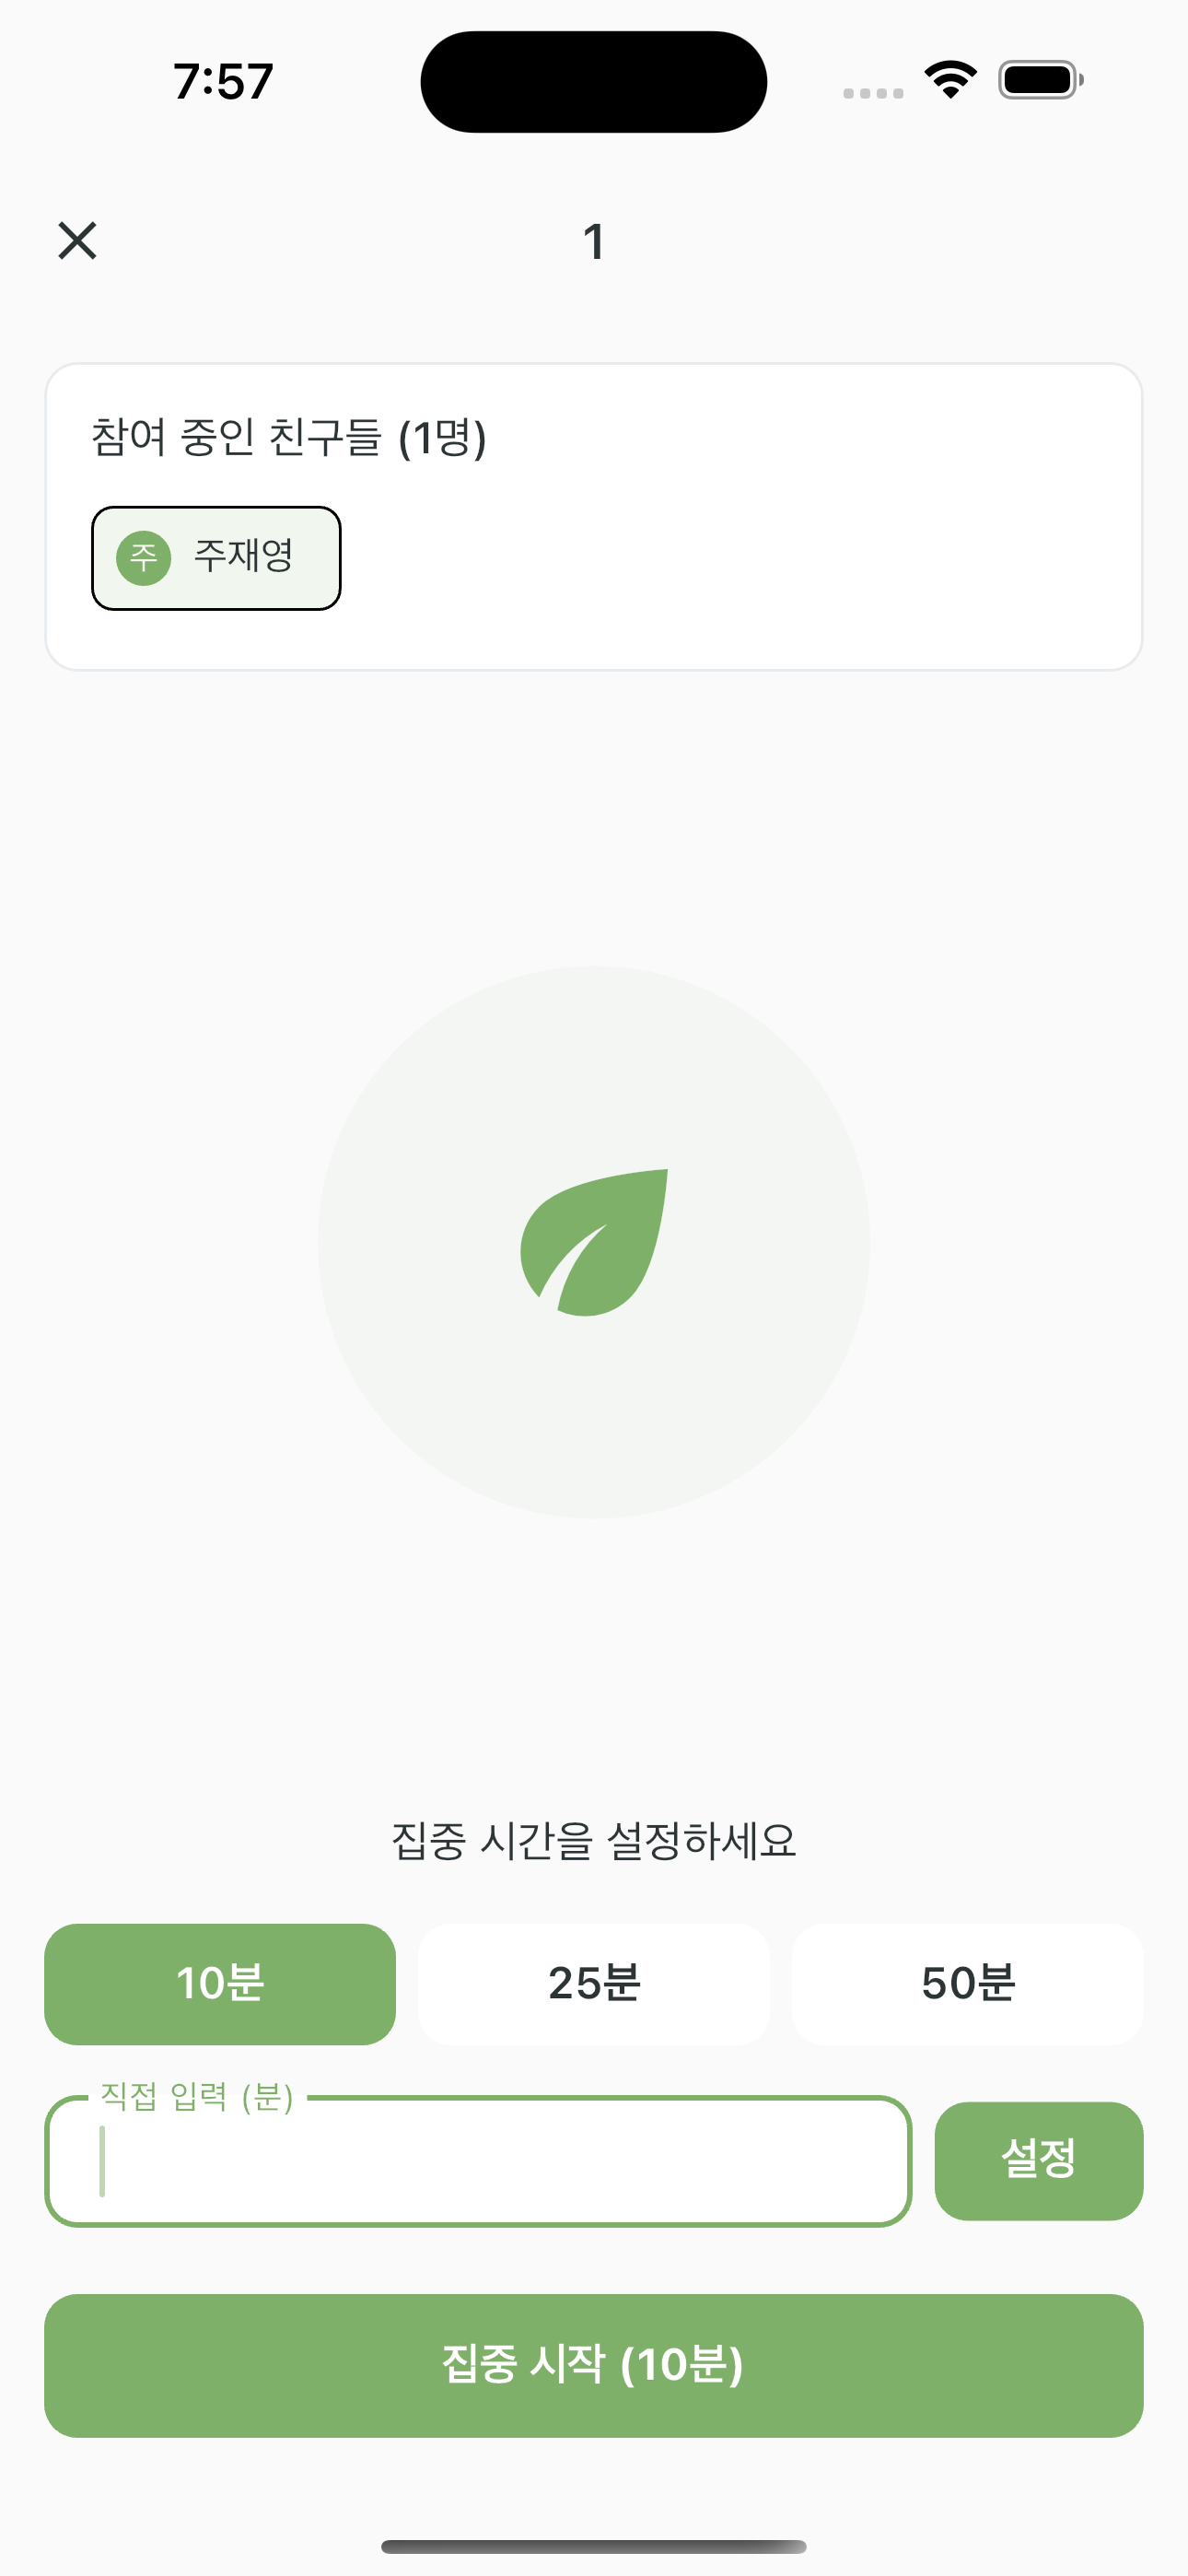 7:57
1
참여 중인 친구들 (1명)
주 주재영
집중 시간을 설정하세요
10분 25분 50분
직접 입력 (분)
설정
집중 시작 (10분)